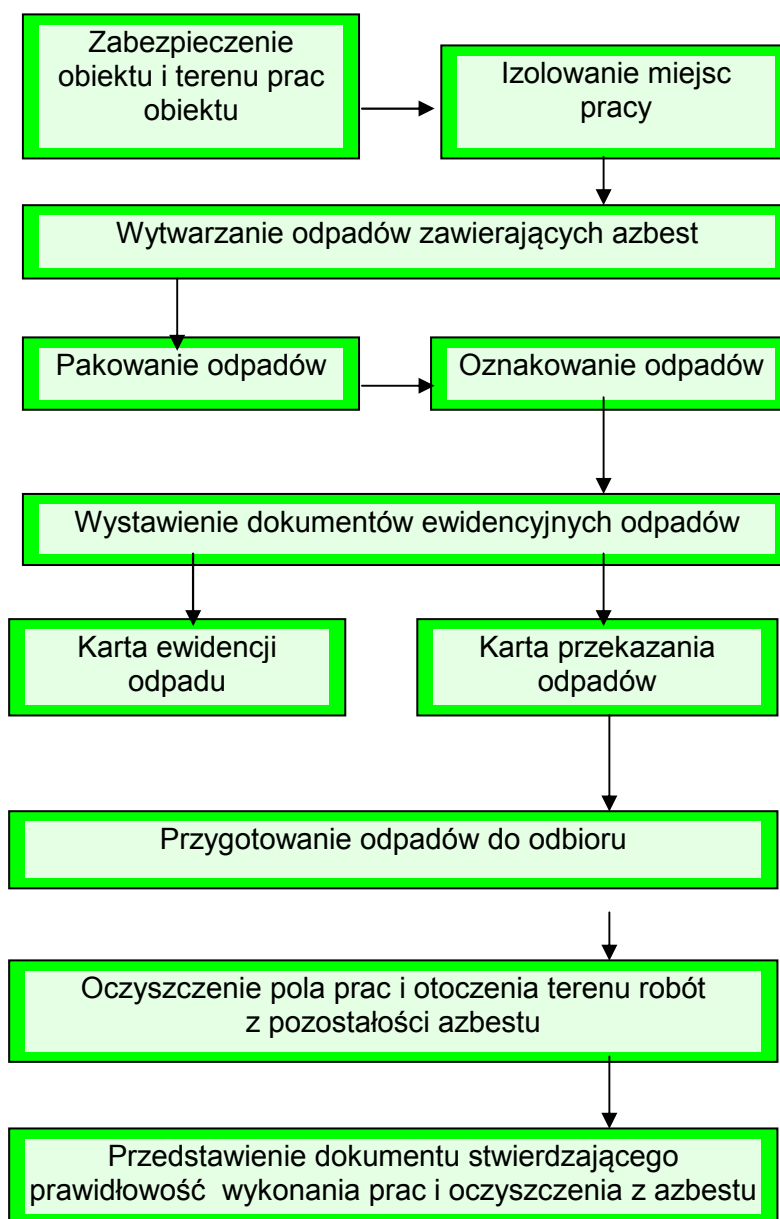 Zabezpieczenie
obiektu i terenu prac
obiektu
Izolowanie miejsc
pracy
Wytwarzanie odpadów zawierających azbest
Pakowanie odpadów
Oznakowanie odpadów
Wystawienie dokumentów ewidencyjnych odpadów
Karta ewidencji
odpadu
Karta przekazania
odpadów
Przygotowanie odpadów do odbioru
Oczyszczenie pola prac i otoczenia terenu robót
z pozostałości azbestu
Przedstawienie dokumentu stwierdzającego
prawidłowość wykonania prac i oczyszczenia z azbestu